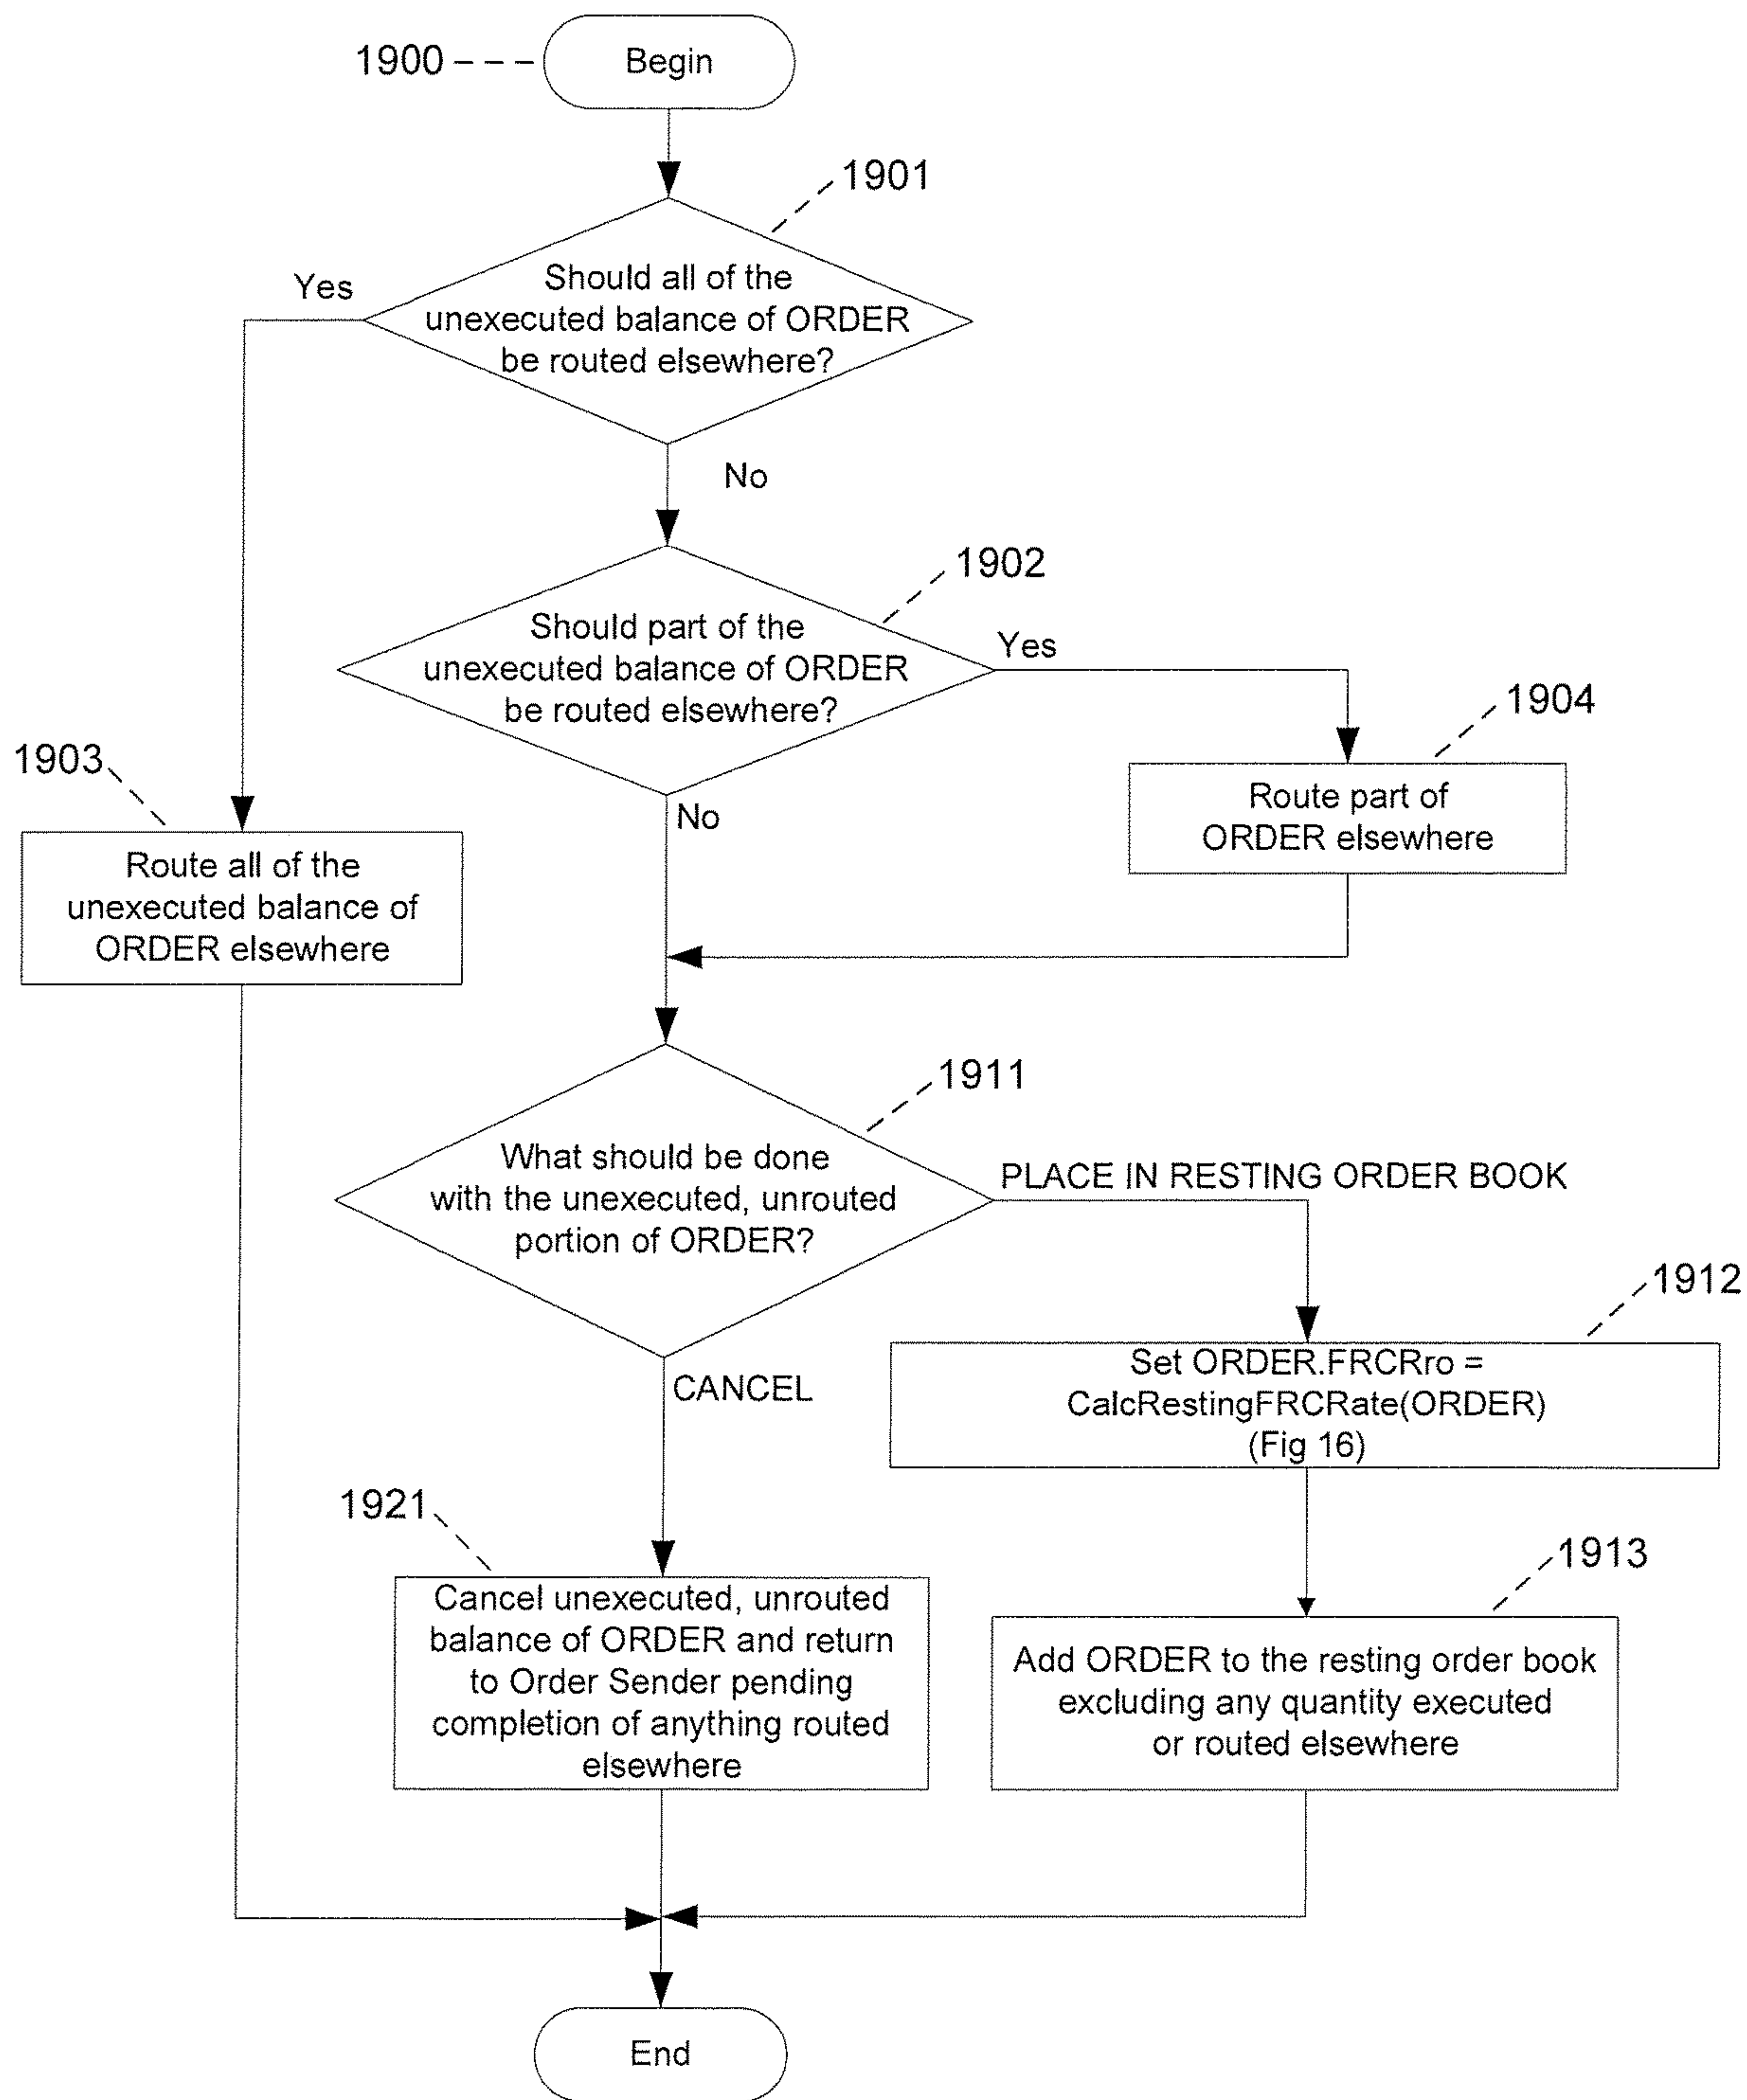 1900
Begin
1901
Should all of the
unexecuted balance of ORDER
be routed elsewhere?
Yes
No
1902
Should part of the
unexecuted balance of ORDER
be routed elsewhere?
Yes
No
1904
Route part of
ORDER elsewhere
1903
Route all of the
unexecuted balance of
ORDER elsewhere
1911
What should be done
with the unexecuted, unrouted
portion of ORDER?
PLACE IN RESTING ORDER BOOK
CANCEL
1912
Set ORDER.FRCRro =
CalcRestingFRCRate(ORDER)
(Fig 16)
1921
Cancel unexecuted, unrouted
balance of ORDER and return
to Order Sender pending
completion of anything routed
elsewhere
1913
Add ORDER to the resting order book
excluding any quantity executed
or routed elsewhere
End